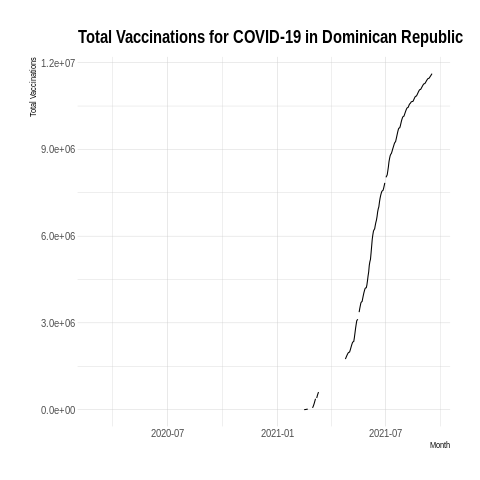 Total Vaccinations for COVID-19 in Dominican Republic
Total Vaccinations
1.2e+07
9.0e+06
6.0e+06
3.0e+06
0.0e+00
2020-07
2021-01
2021-07
Month